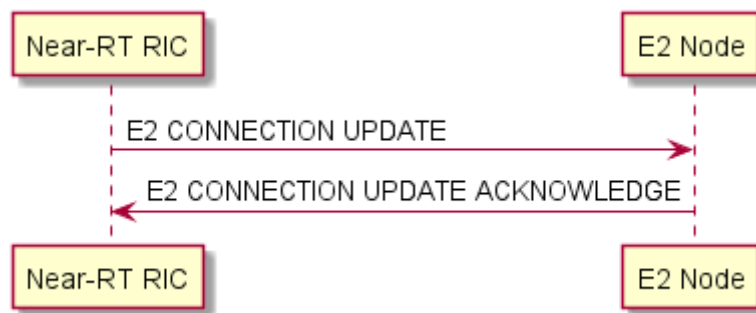 Near-RT RIC
E2 Node
E2 CONNECTION UPDATE
E2 CONNECTION UPDATE ACKNOWLEDGE
Near-RT RIC
E2 Node